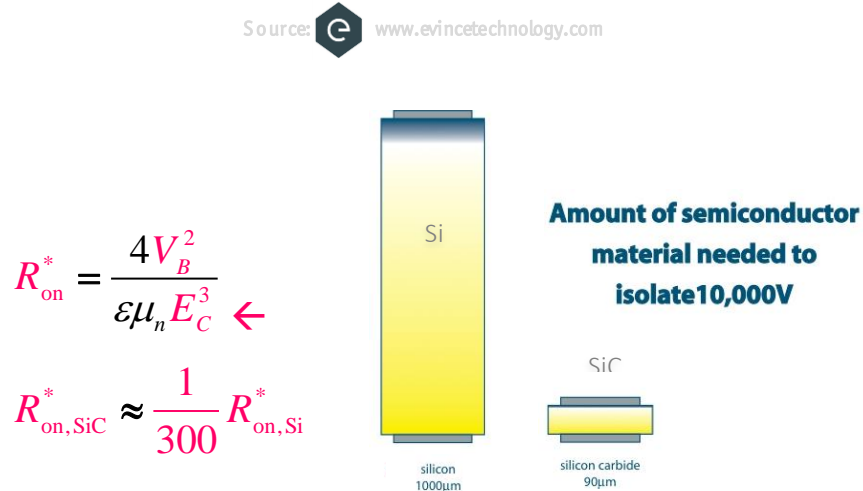 Source: e www.evincetechnology.com
Si
Amount of semiconductor
material needed to
isolate10,000V
R*on = 4V_B^2 / εμ_n E_C^3 ←
SiC
R*on,SiC ≈ 1/300 R*on,Si
silicon
1000μm
silicon carbide
90μm